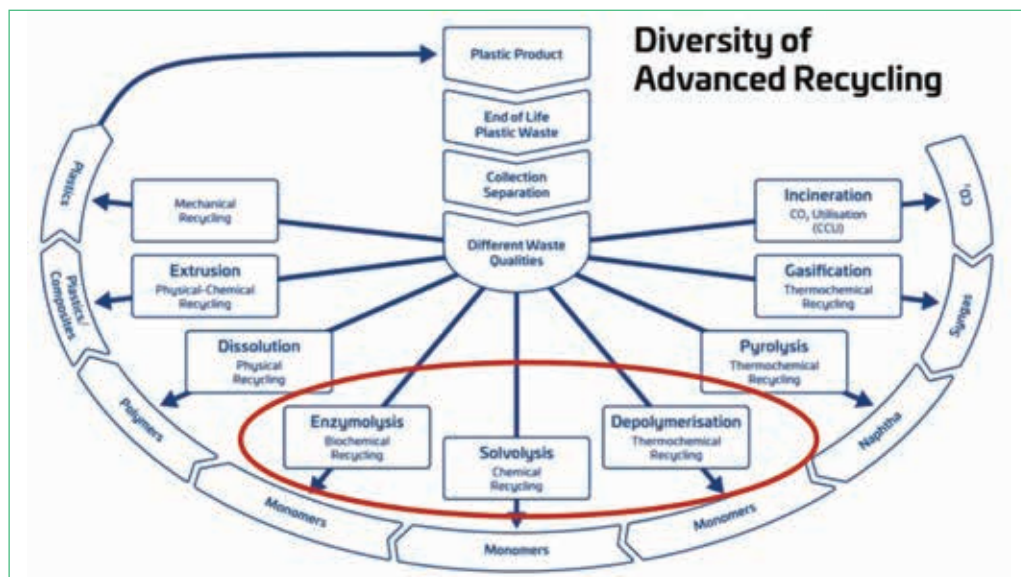 Diversity of
Advanced Recycling
Plastic Product
End of Life
Plastic Waste
Collection
Separation
Different Waste
Qualities
Mechanical
Recycling
Extrusion
Physical-Chemical
Recycling
Dissolution
Physical
Recycling
Enzymolysis
Biochemical
Recycling
Solvolysis
Chemical
Recycling
Depolymerisation
Thermochemical
Recycling
Pyrolysis
Thermochemical
Recycling
Gasification
Thermochemical
Recycling
Incineration
CO₂ Utilisation
(CCU)
Plastics
Plastics/
Composites
Polymers
Monomers
Monomers
Monomers
Naphtha
Syngas
CO₂